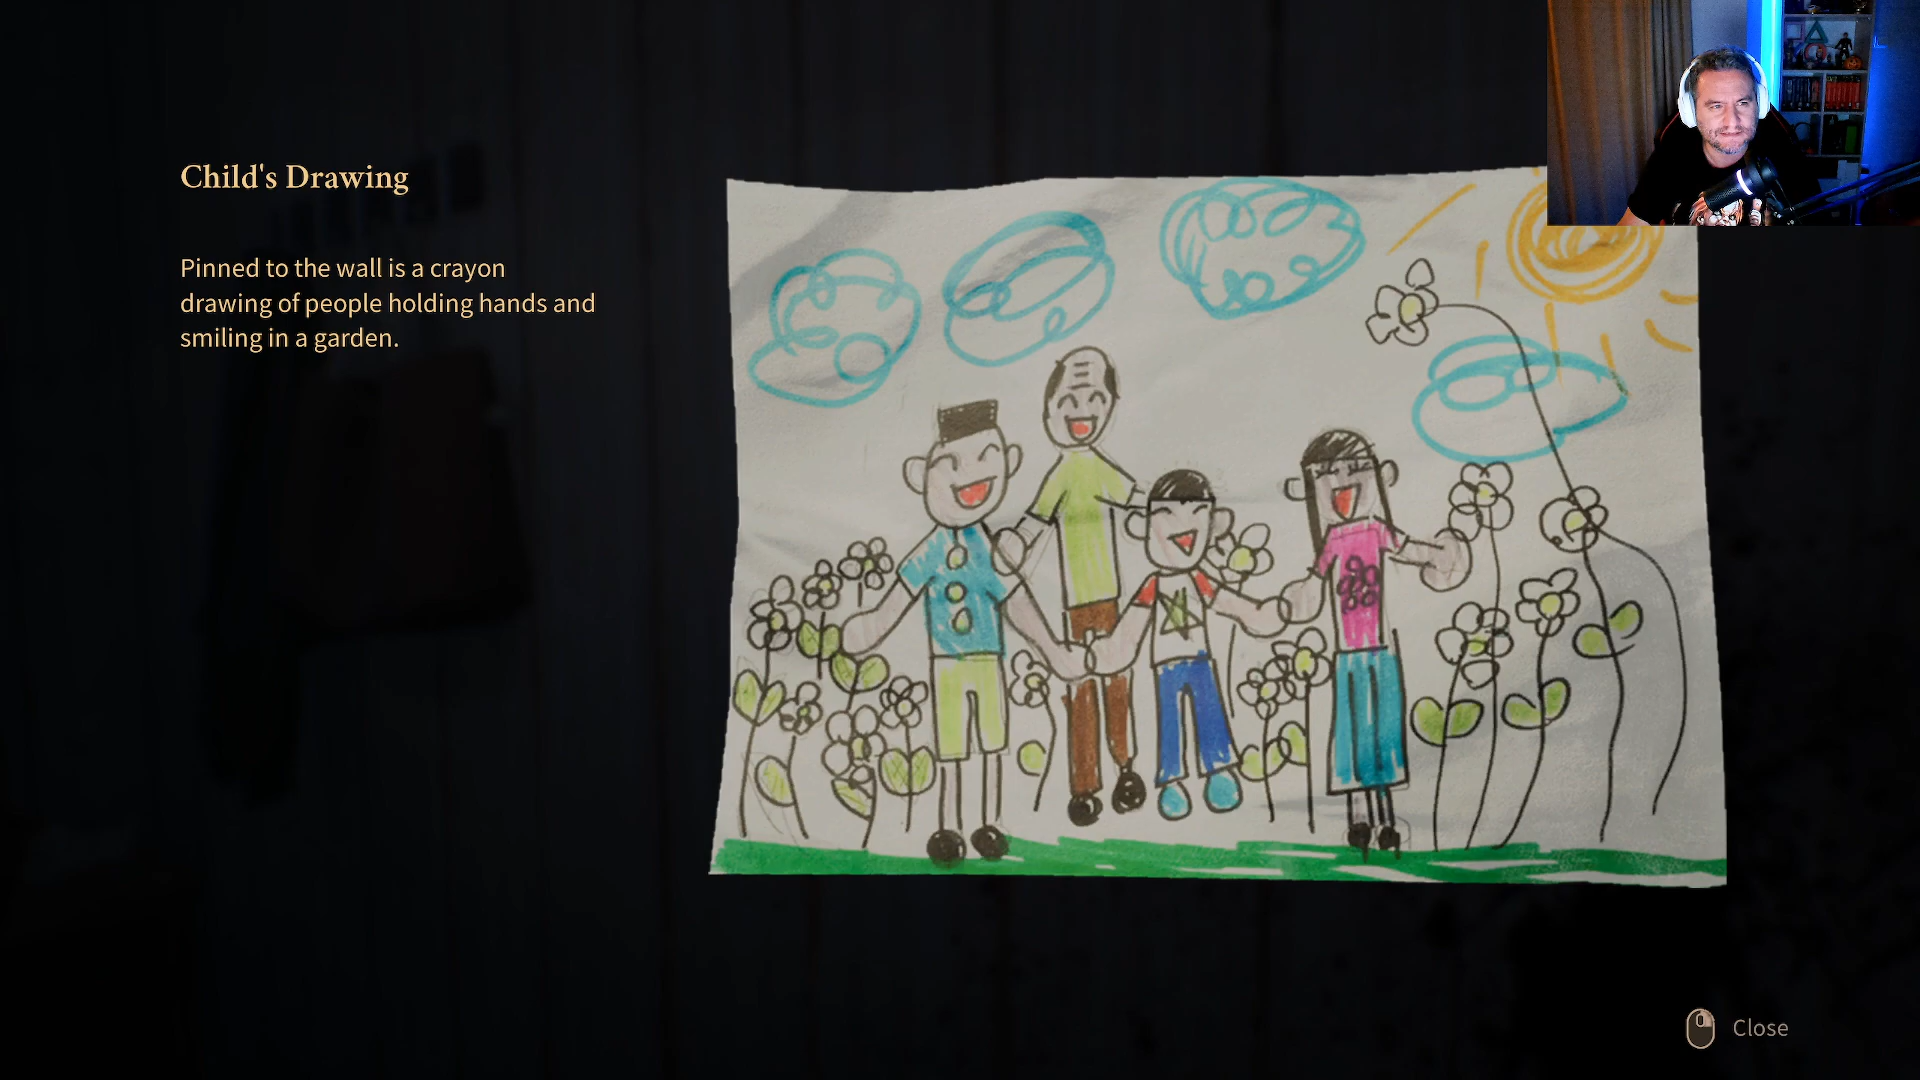 Child's Drawing
Pinned to the wall is a crayon
drawing of people holding hands and
smiling in a garden.
Close